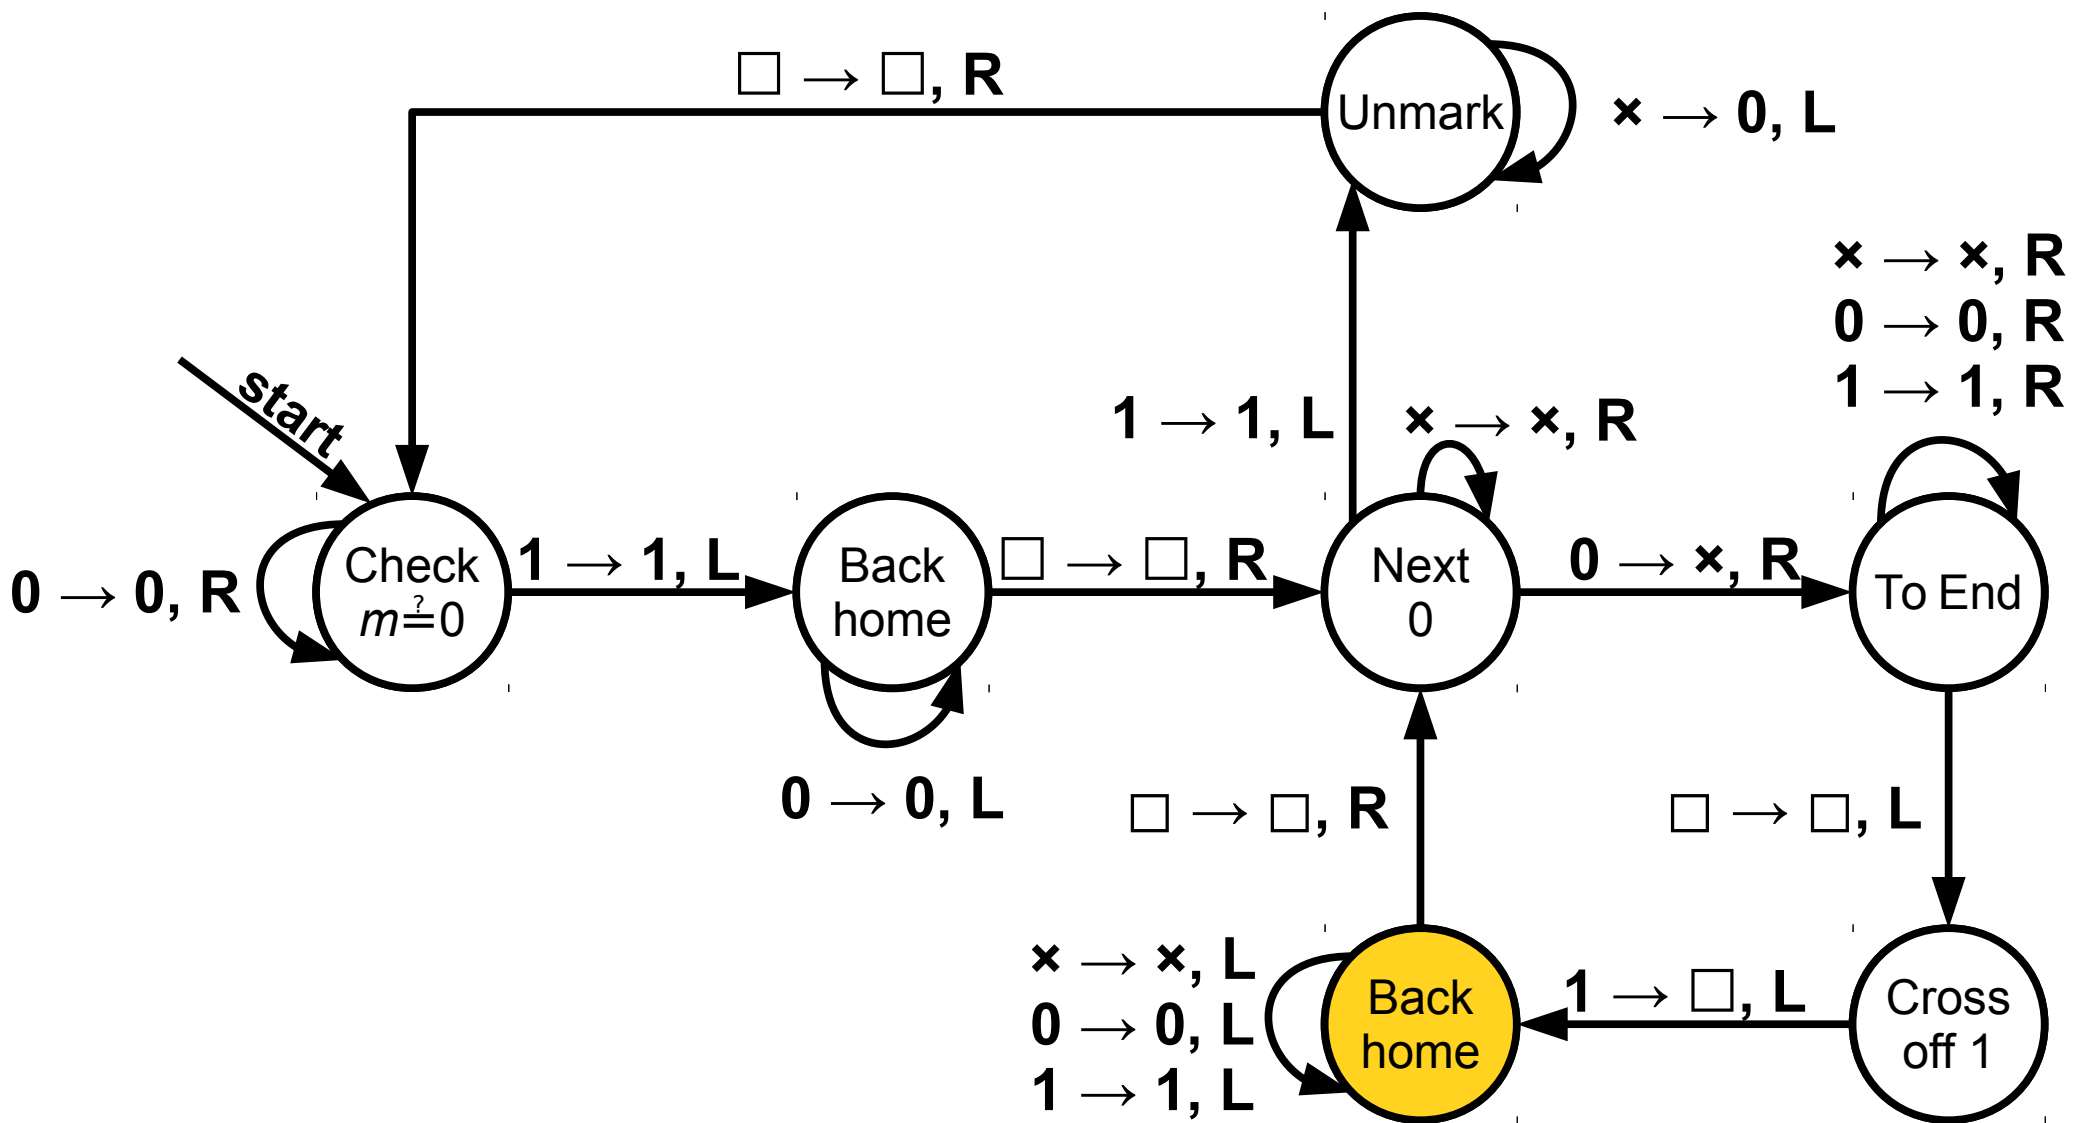 □ → □, R
Unmark
× → 0, L
× → ×, R
0 → 0, R
1 → 1, R
start
1 → 1, L
× → ×, R
0 → 0, R
Check
m≟0
1 → 1, L
Back
home
□ → □, R
Next
0
0 → ×, R
To End
0 → 0, L
□ → □, R
□ → □, L
× → ×, L
0 → 0, L
1 → 1, L
Back
home
1 → □, L
Cross
off 1